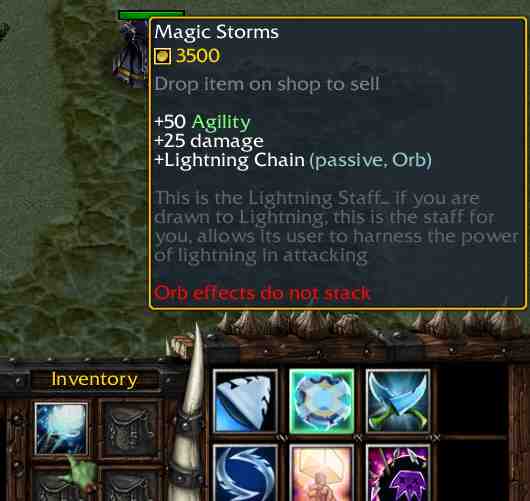 Magic Storms
3500
Drop item on shop to sell
+50 Agility
+25 damage
+Lightning Chain (passive, Orb)
This is the Lightning Staff... if you are
drawn to Lightning, this is the staff for
you, allows its user to harness the power
of lightning in attacking
Orb effects do not stack
Inventory